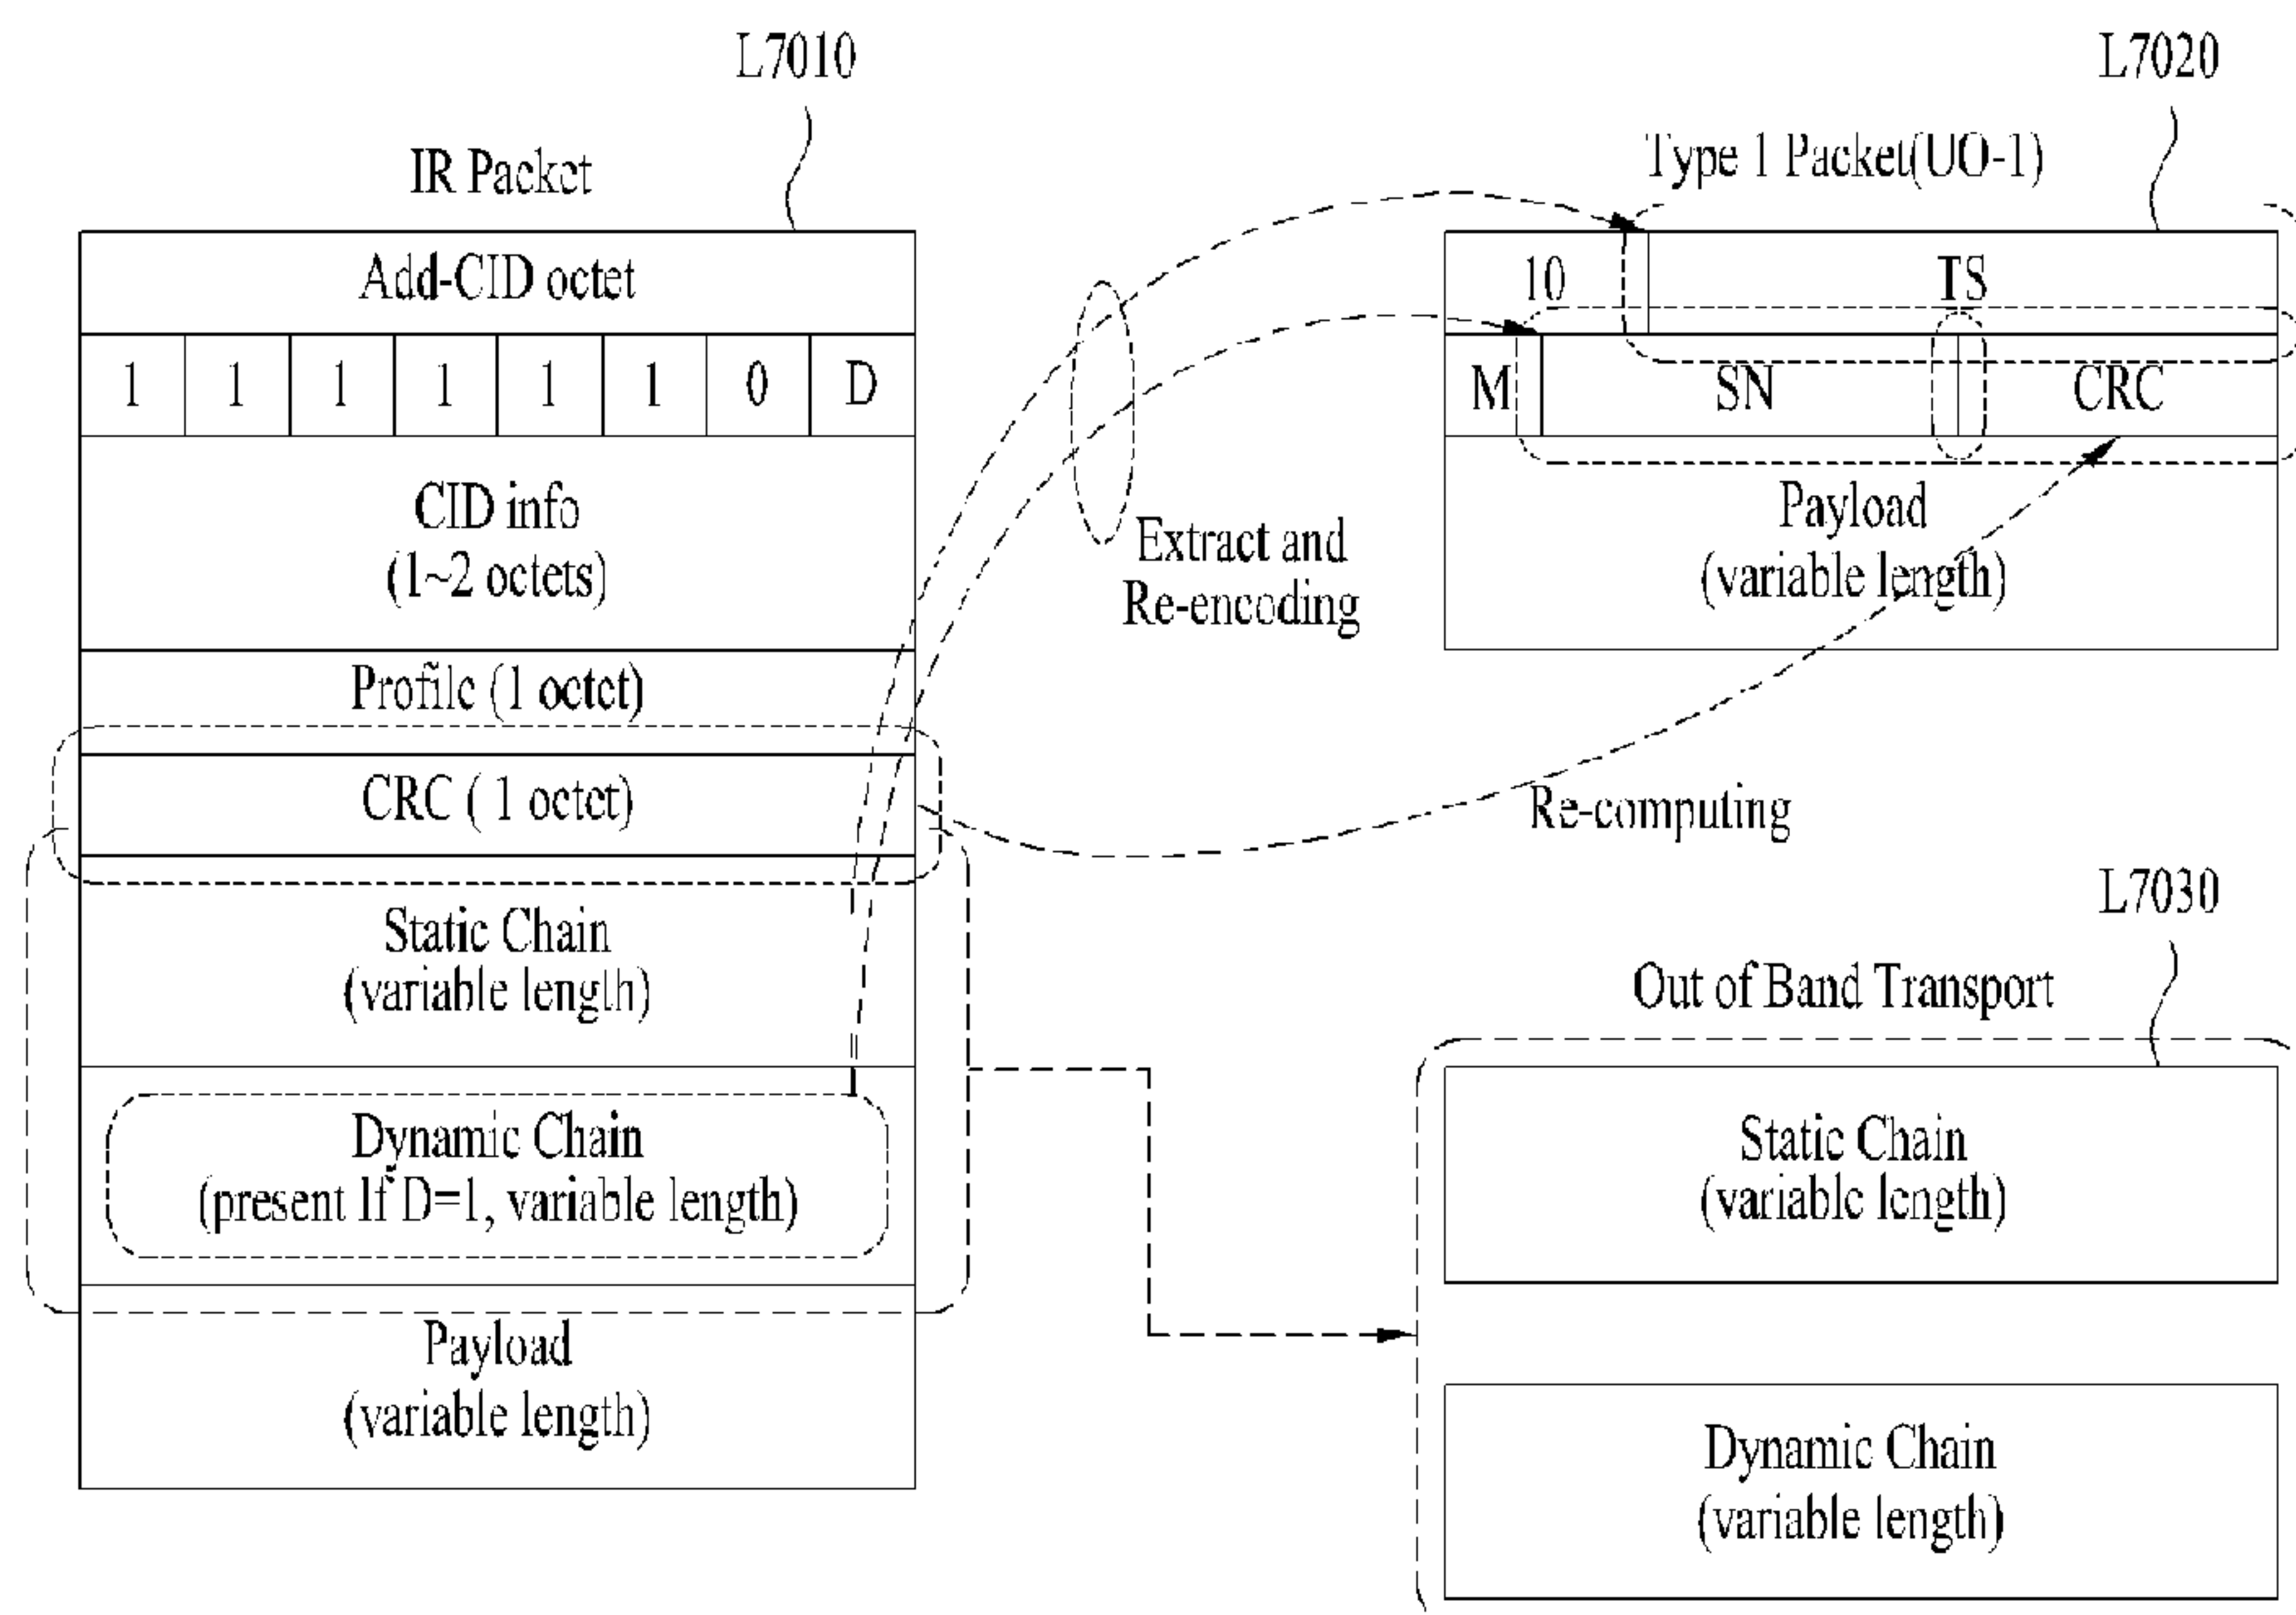 L7010
IR Packet
Add-CID octet
1 1 1 1 1 1 0 D
CID info
(1~2 octets)
Profile (1 octet)
CRC ( 1 octet)
Static Chain
(variable length)
Dynamic Chain
(present If D=1, variable length)
Payload
(variable length)
Extract and
Re-encoding
Re-computing
L7020
Type 1 Packet(UO-1)
10 TS
M SN CRC
Payload
(variable length)
L7030
Out of Band Transport
Static Chain
(variable length)
Dynamic Chain
(variable length)